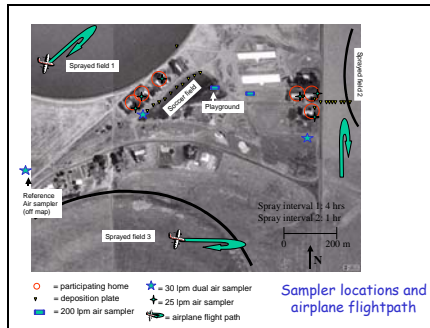 Sprayed field 1
Sprayed field 2
Soccer field
Playground
Reference
Air sampler
(off map)
Spray interval 1: 4 hrs
Spray interval 2: 1 hr
Sprayed field 3
0
200 m
N
= participating home
= deposition plate
= 200 lpm air sampler
= 30 lpm dual air sampler
= 25 lpm air sampler
= airplane flight path
Sampler locations and
airplane flightpath